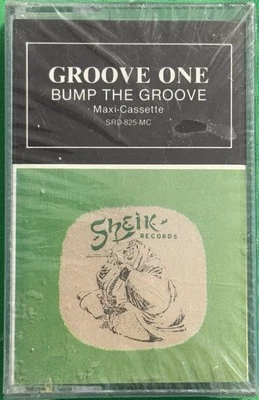 GROOVE ONE
BUMP THE GROOVE
Maxi-Cassette
SRD-825-MC
Sheik
RECORDS